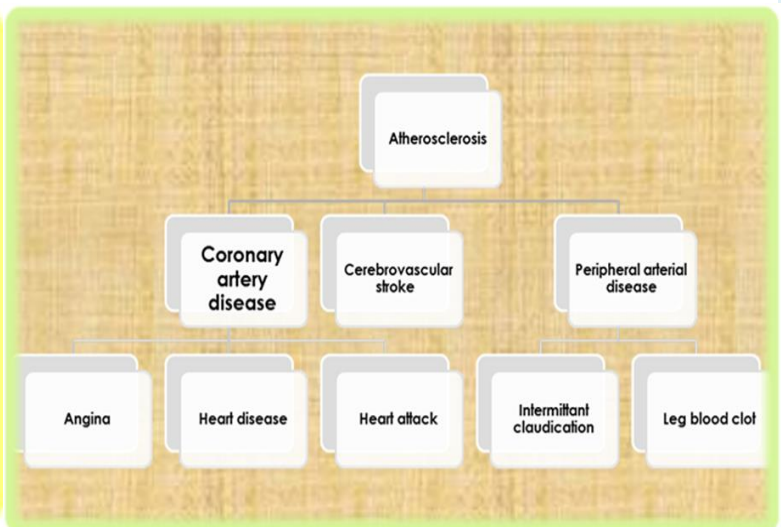 Atherosclerosis
Coronary
artery
disease
Cerebrovascular
stroke
Peripheral arterial
disease
Angina
Heart disease
Heart attack
Intermittant
claudication
Leg blood clot